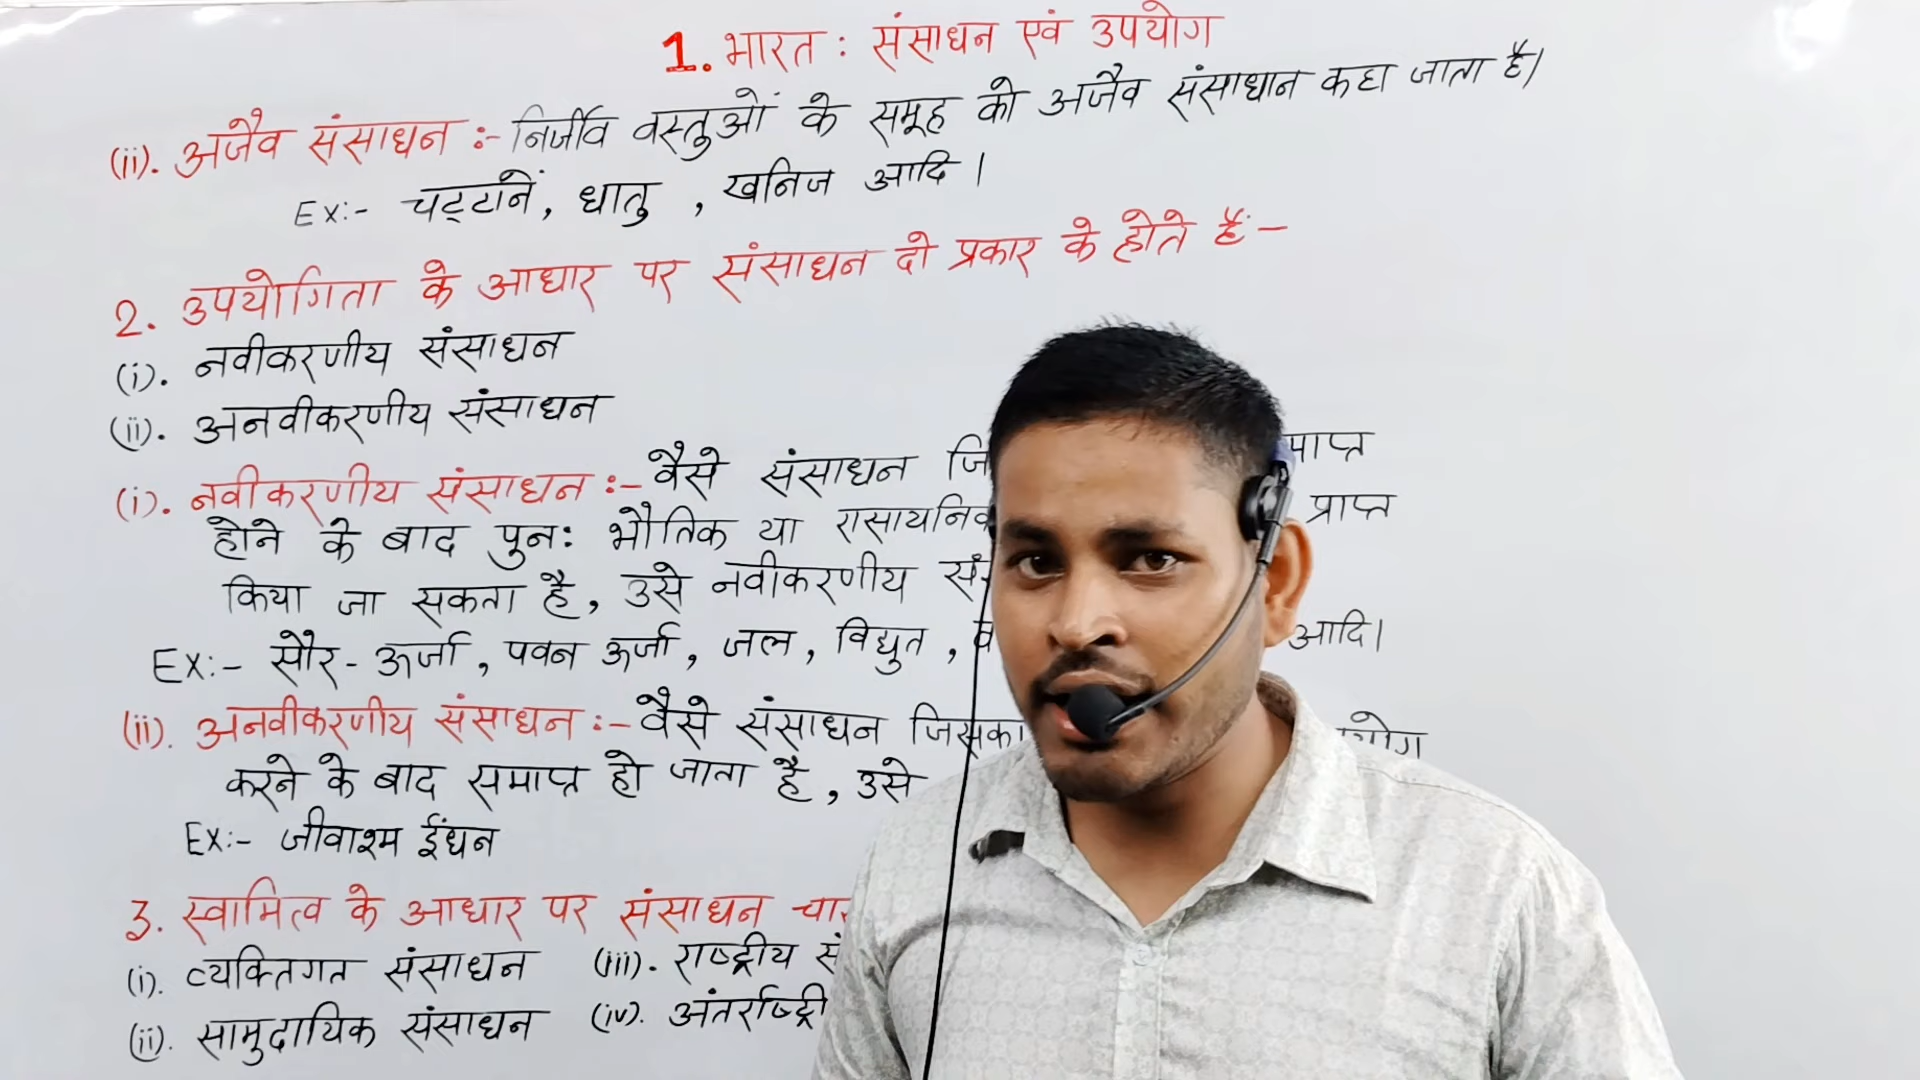 1. भारत : संसाधन एवं उपयोग
(ii). अजैव संसाधन :- निर्जीव वस्तुओं के समूह को अजैव संसाधान कहा जाता है।
Ex:- चट्टानें, धातु , खनिज आदि।
2. उपयोगिता के आधार पर संसाधन दो प्रकार के होते हैं -
(i). नवीकरणीय संसाधन
(ii). अनवीकरणीय संसाधन
(i). नवीकरणीय संसाधन :- वैसे संसाधन
होने के बाद पुनः भौतिक या प्राप्त
किया जा सकता है, उसे नवीकरणीय
Ex:- सौर-ऊर्जा, पवन ऊर्जा, जल, विद्युत, आदि।
(ii). अनवीकरणीय संसाधन :- वैसे संसाधन जिसका
करने के बाद समाप्त हो जाता है, उसे
Ex:- जीवाश्म ईंधन
3. स्वामित्व के आधार पर संसाधन
(i). व्यक्तिगत संसाधन (iii). राष्ट्रीय
(ii). सामुदायिक संसाधन (iv).